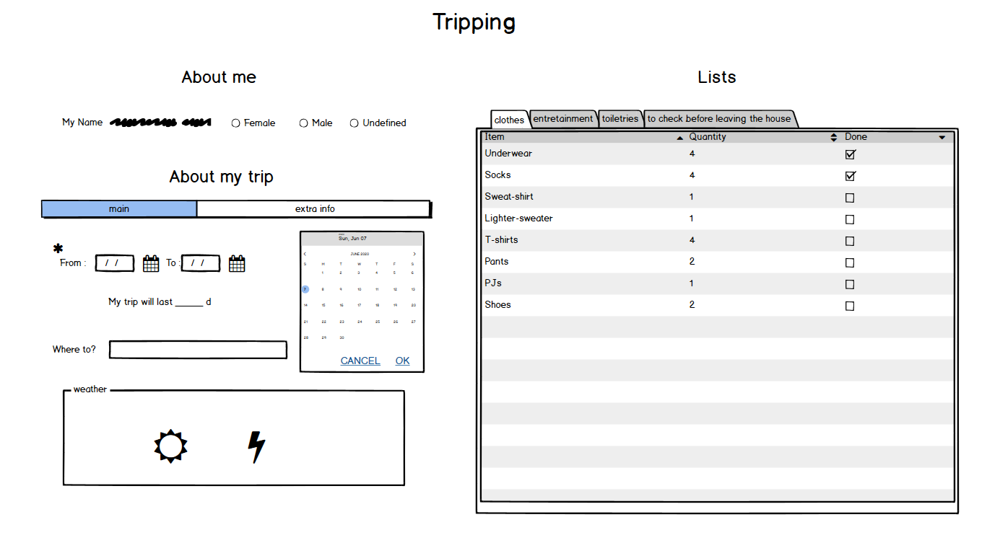 Tripping
About me
My Name
Female
Male
Undefined
About my trip
main
extra info
*
From :
/ /
To :
/ /
Sun, Jun 07
JUNE 2020
S M T W T F S
1 2 3 4 5 6
7 8 9 10 11 12 13
14 15 16 17 18 19 20
21 22 23 24 25 26 27
28 29 30
CANCEL OK
My trip will last ______ d
Where to?
weather
Lists
clothes entretainment toiletries to check before leaving the house
Item Quantity Done
Underwear 4
Socks 4
Sweat-shirt 1
Lighter-sweater 1
T-shirts 4
Pants 2
PJs 1
Shoes 2